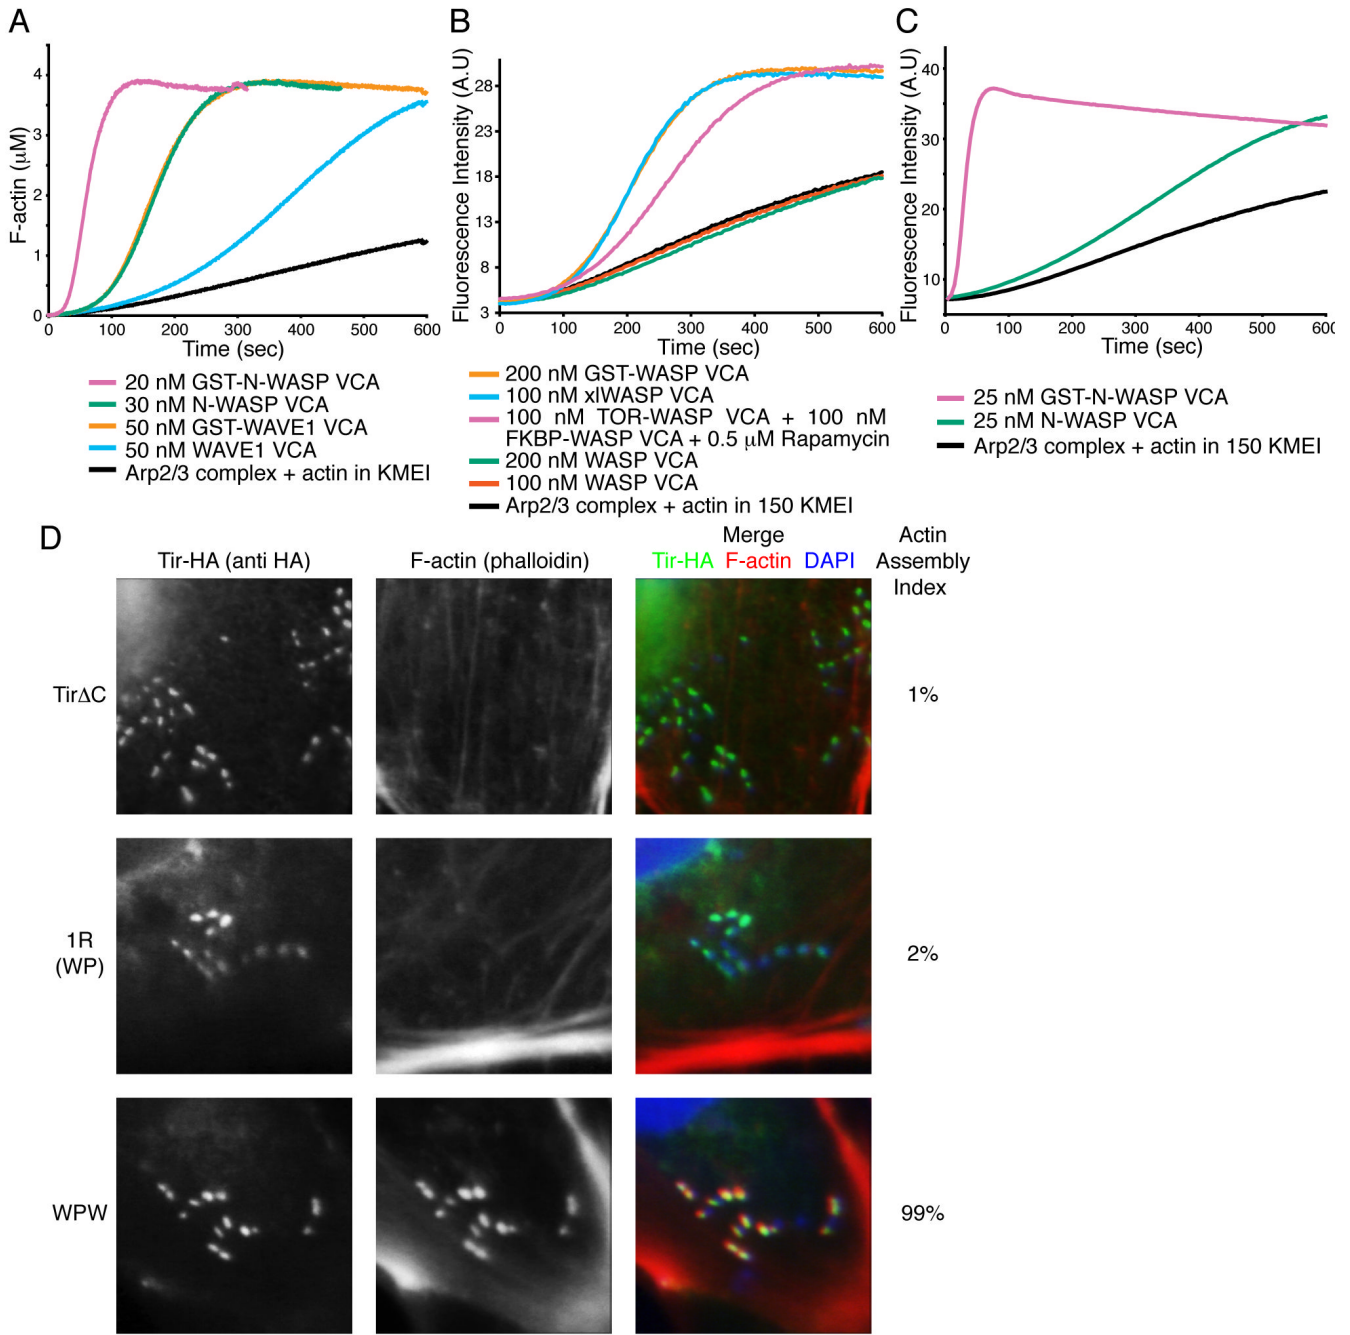 A
B
C
F-actin (μM)
4
3
2
1
0
0 100 200 300 400 500 600
Time (sec)
20 nM GST-N-WASP VCA
30 nM N-WASP VCA
50 nM GST-WAVE1 VCA
50 nM WAVE1 VCA
Arp2/3 complex + actin in KMEI
Fluorescence Intensity (A.U)
28
23
18
13
8
3
0 100 200 300 400 500 600
Time (sec)
200 nM GST-WASP VCA
100 nM xlWASP VCA
100 nM TOR-WASP VCA + 100 nM
FKBP-WASP VCA + 0.5 μM Rapamycin
200 nM WASP VCA
100 nM WASP VCA
Arp2/3 complex + actin in 150 KMEI
Fluorescence Intensity (A.U)
40
30
20
10
0 100 200 300 400 500 600
Time (sec)
25 nM GST-N-WASP VCA
25 nM N-WASP VCA
Arp2/3 complex + actin in 150 KMEI
D
Tir-HA (anti HA)
F-actin (phalloidin)
Merge
Tir-HA F-actin DAPI
Actin
Assembly
Index
TirΔC
1%
1R
(WP)
2%
WPW
99%